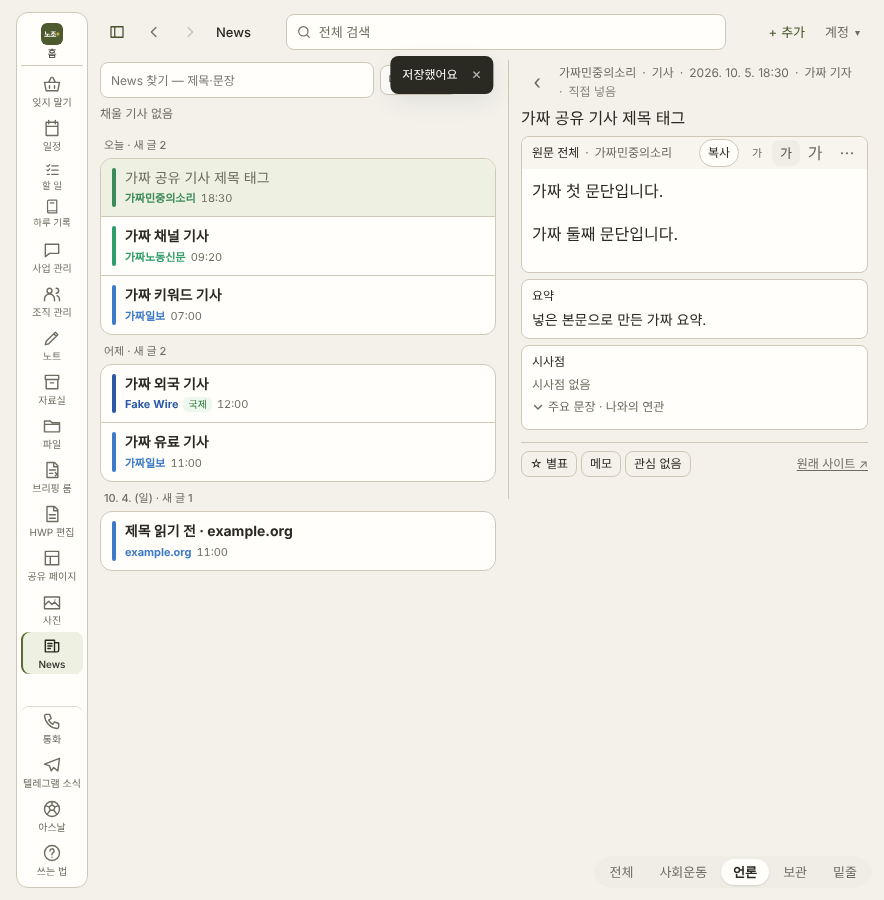 노조+
홈
잊지 말기
일정
할 일
하루 기록
사업 관리
조직 관리
노트
자료실
파일
브리핑 룸
HWP 편집
공유 페이지
사진
News
통화
텔레그램 소식
아스날
쓰는 법
News
전체 검색
+ 추가
계정 ▾
저장했어요 ✕
News 찾기 — 제목·문장
채울 기사 없음
오늘 · 새 글 2
가짜 공유 기사 제목 태그
가짜민중의소리 18:30
가짜 채널 기사
가짜노동신문 09:20
가짜 키워드 기사
가짜일보 07:00
어제 · 새 글 2
가짜 외국 기사
Fake Wire 국제 12:00
가짜 유료 기사
가짜일보 11:00
10. 4. (일) · 새 글 1
제목 읽기 전 · example.org
example.org 11:00
가짜민중의소리 · 기사 · 2026. 10. 5. 18:30 · 가짜 기자
· 직접 넣음
가짜 공유 기사 제목 태그
원문 전체 · 가짜민중의소리 복사 가 가 가 ···
가짜 첫 문단입니다.
가짜 둘째 문단입니다.
요약
넣은 본문으로 만든 가짜 요약.
시사점
시사점 없음
주요 문장 · 나와의 연관
☆ 별표 메모 관심 없음 원래 사이트 ↗
전체 사회운동 언론 보관 밑줄